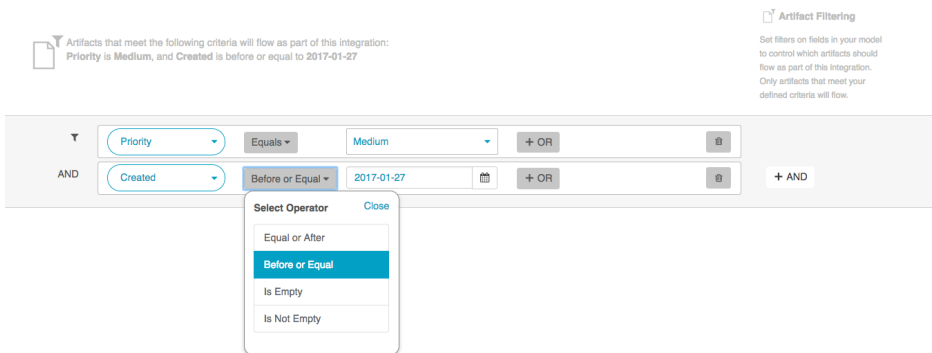 Artifact Filtering
Artifacts that meet the following criteria will flow as part of this integration:
Priority is Medium, and Created is before or equal to 2017-01-27
Set filters on fields in your model
to control which artifacts should
flow as part of this integration.
Only artifacts that meet your
defined criteria will flow.
Priority Equals Medium + OR
AND Created Before or Equal 2017-01-27 + OR + AND
Select Operator Close
Equal or After
Before or Equal
Is Empty
Is Not Empty